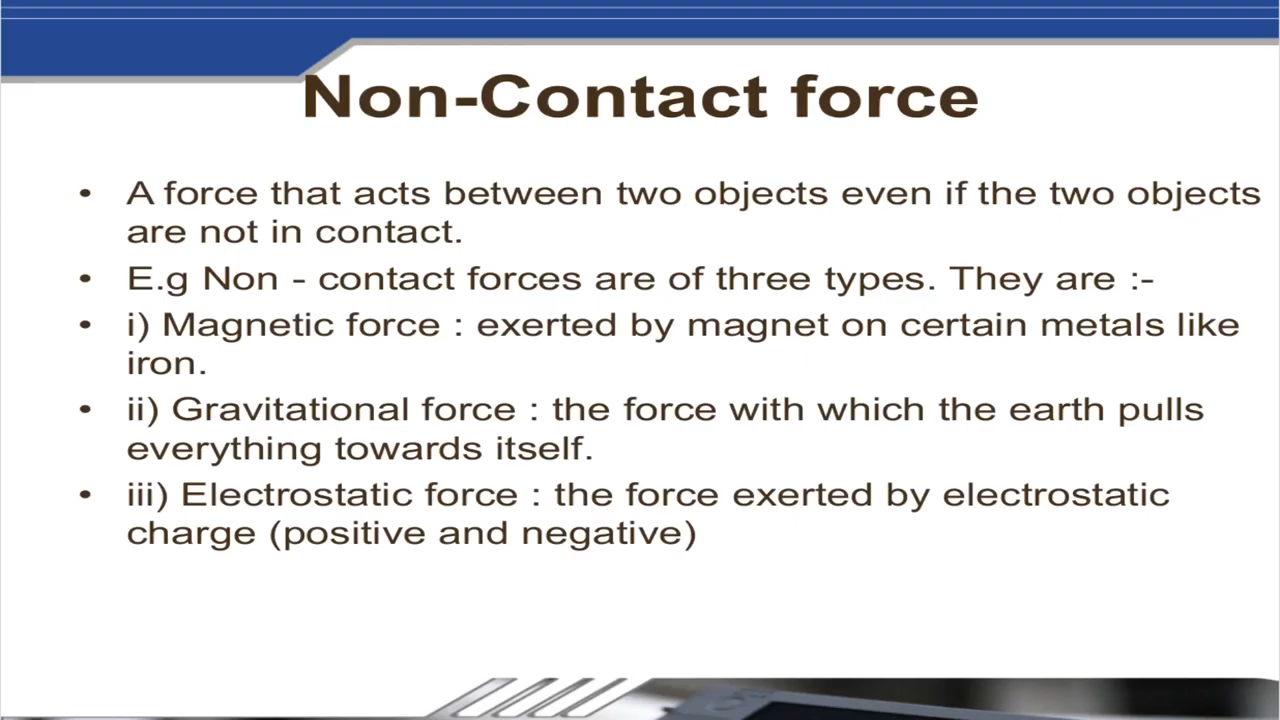 Non-Contact force
• A force that acts between two objects even if the two objects
are not in contact.
• E.g Non - contact forces are of three types. They are :-
• i) Magnetic force : exerted by magnet on certain metals like
iron.
• ii) Gravitational force : the force with which the earth pulls
everything towards itself.
• iii) Electrostatic force : the force exerted by electrostatic
charge (positive and negative)